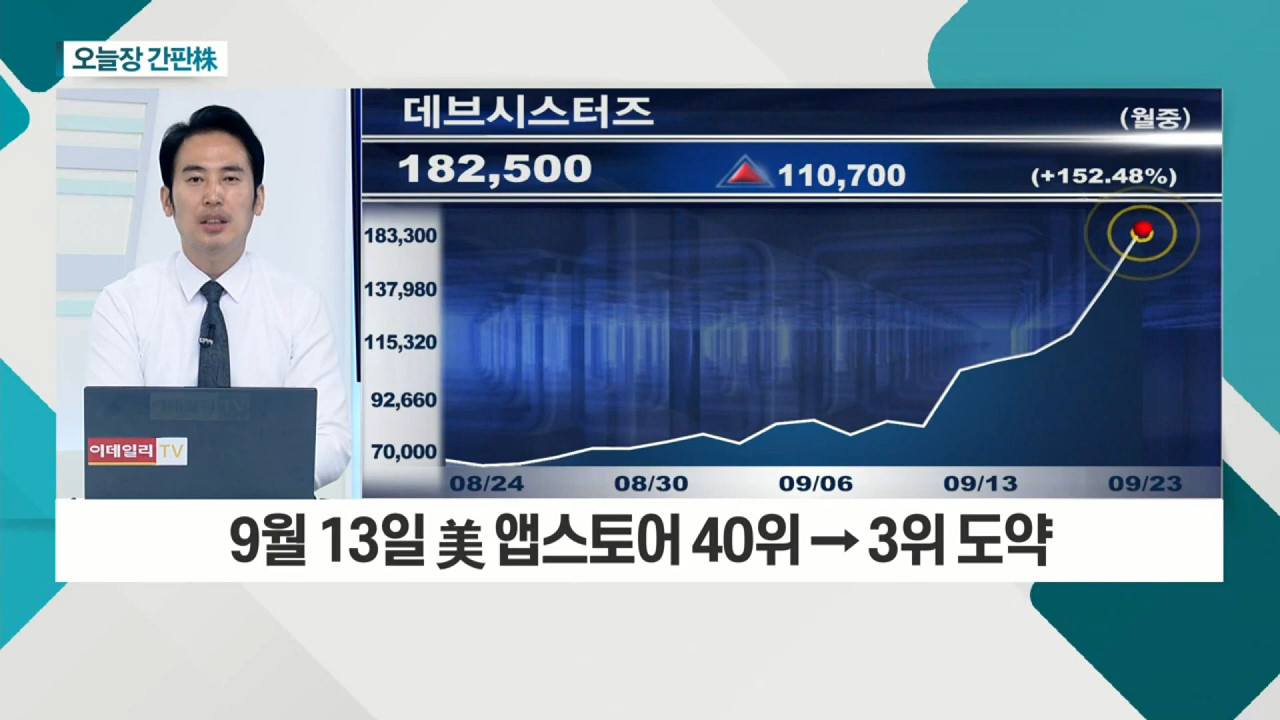 오늘장 간판株
데브시스터즈 (월중)
182,500 ▲ 110,700 (+152.48%)
183,300
137,980
115,320
92,660
70,000
08/24 08/30 09/06 09/13 09/23
이데일리TV
9월 13일 美 앱스토어 40위→3위 도약